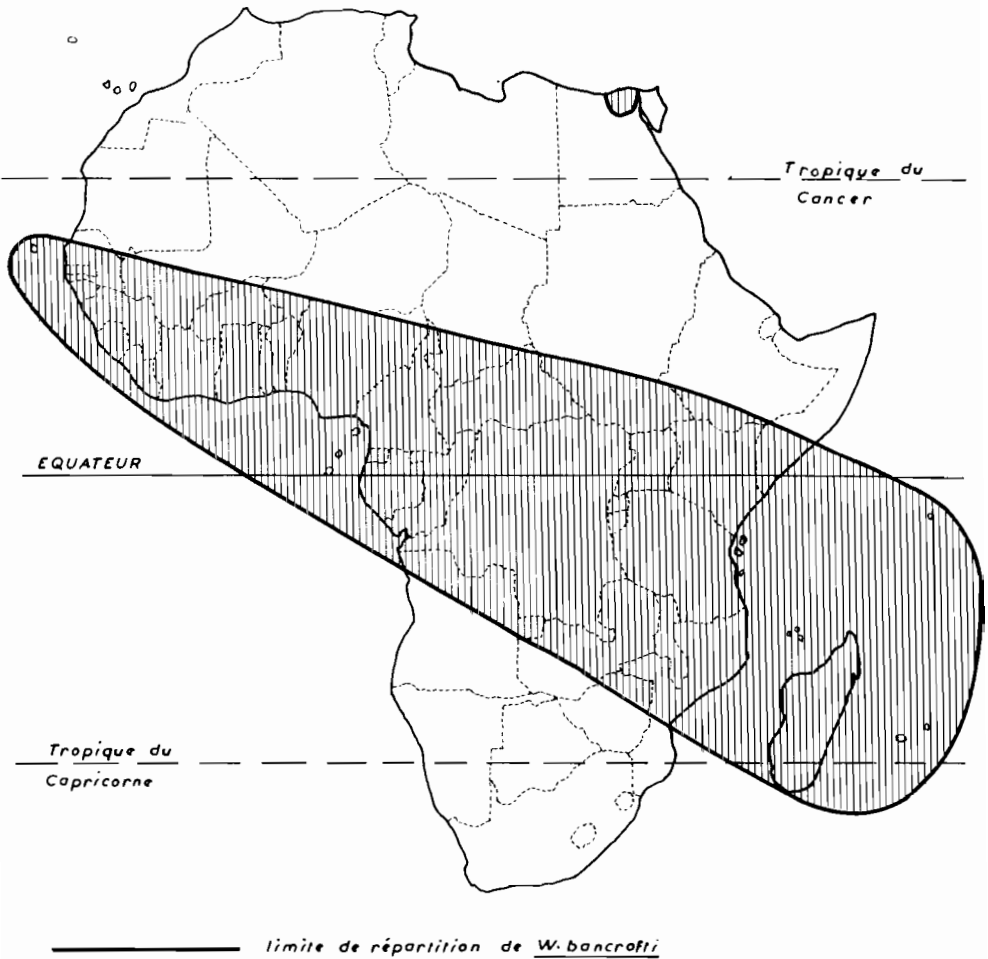 Tropique du
Cancer
EQUATEUR
Tropique du
Capricorne
limite de répartition de W. bancrofti